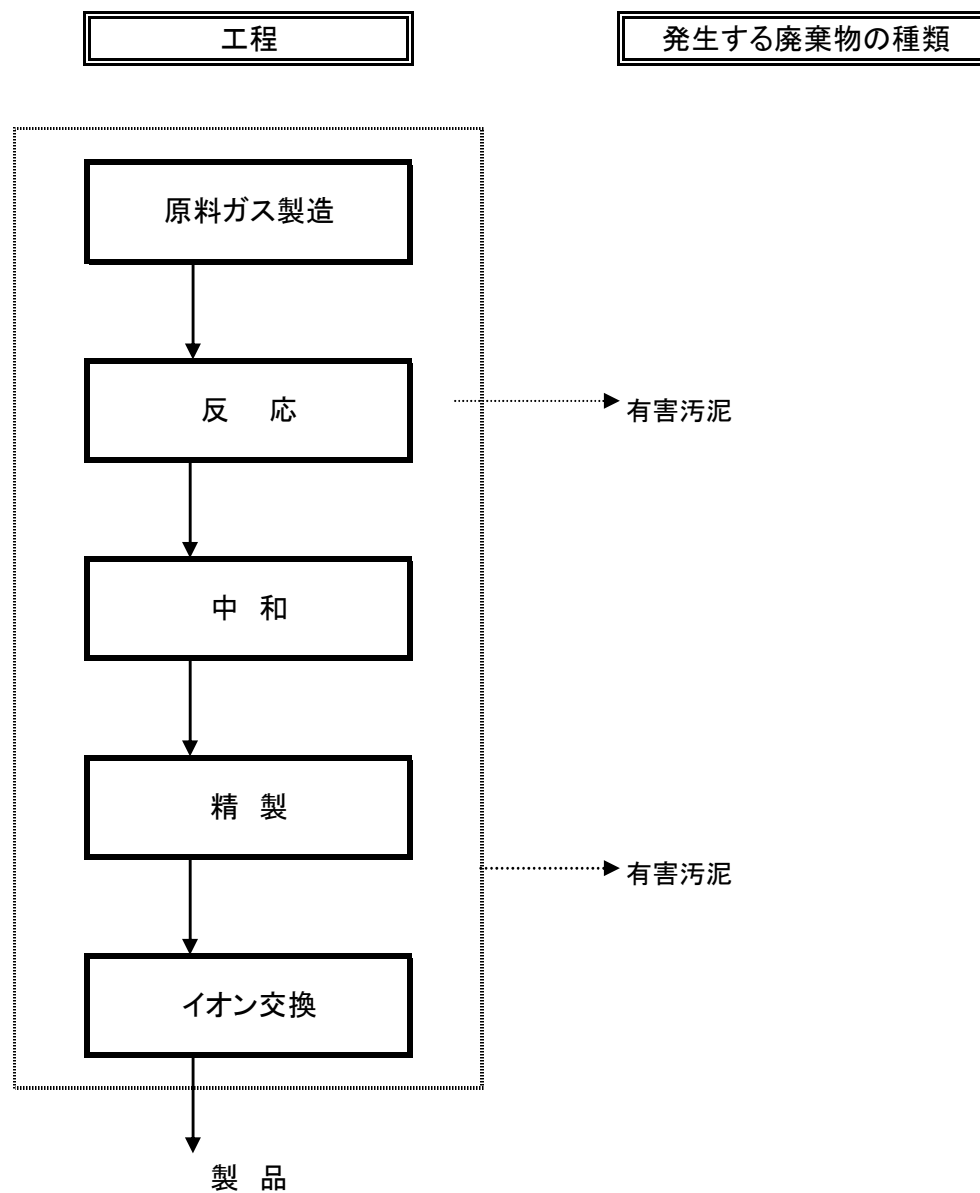 工程
発生する廃棄物の種類
原料ガス製造
反 応
有害汚泥
中 和
精 製
有害汚泥
イオン交換
製 品